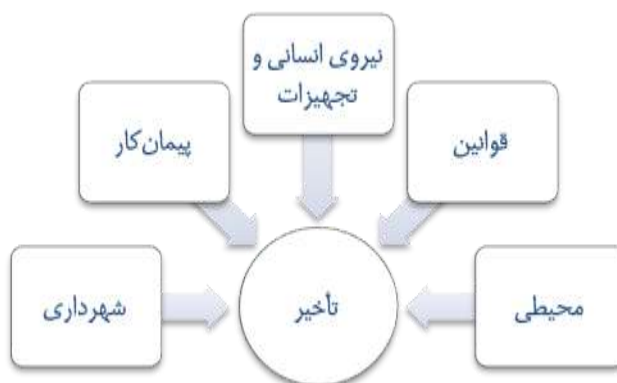 نیروی انسانی و
تجهیزات
قوانین
پیمان‌کار
محیطی
تأخیر
شهرداری